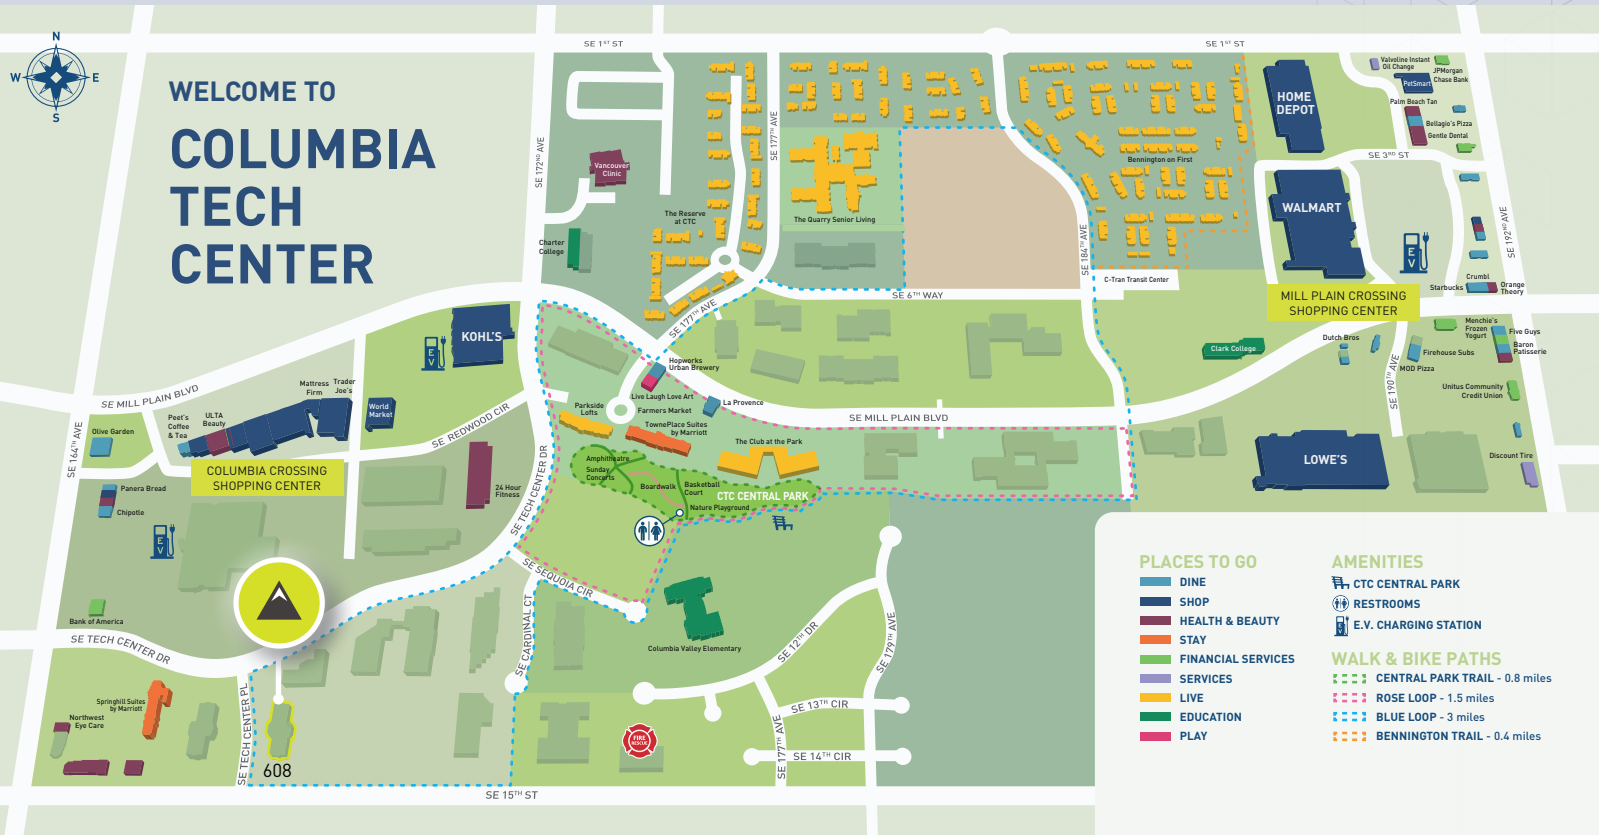 N
W
E
S
WELCOME TO
COLUMBIA
TECH
CENTER
SE 1ST ST
SE 1ST ST
SE 172ND AVE
SE 177TH AVE
SE 184TH AVE
SE 192ND AVE
Vancouver
Clinic
Charter
College
The Reserve
at CTC
The Quarry Senior Living
Bennington on First
HOME
DEPOT
Valvoline Instant
Oil Change
JPMorgan
Chase Bank
PetSmart
Palm Beach Tan
Bellagio's Pizza
Gentle Dental
SE 3RD ST
WALMART
EV
Crumbl
Starbucks
Orange
Theory
C-Tran Transit Center
SE 6TH WAY
SE 177TH AVE
MILL PLAIN CROSSING
SHOPPING CENTER
Menchie's
Frozen
Yogurt
Five Guys
Baron
Patisserie
Dutch Bros
Firehouse Subs
MOD Pizza
Clark College
SE 190TH AVE
Unitus Community
Credit Union
KOHL'S
EV
Hopworks
Urban Brewery
Live Laugh Love Art
La Provence
Farmers Market
Parkside
Lofts
TownePlace Suites
by Marriott
SE MILL PLAIN BLVD
SE MILL PLAIN BLVD
Mattress
Firm
Trader
Joe's
World
Market
Peet's
Coffee
& Tea
ULTA
Beauty
Olive Garden
SE 164TH AVE
SE REDWOOD CIR
COLUMBIA CROSSING
SHOPPING CENTER
The Club at the Park
Amphitheatre
Sunday
Concerts
Boardwalk
Basketball
Court
CTC CENTRAL PARK
Nature Playground
LOWE'S
Discount Tire
Panera Bread
Chipotle
24 Hour
Fitness
SE TECH CENTER DR
EV
SE SEQUOIA CIR
Bank of America
SE TECH CENTER DR
SE CARDINAL CT
Columbia Valley Elementary
SE 12TH DR
SE 179TH AVE
Springhill Suites
by Marriott
Northwest
Eye Care
SE TECH CENTER PL
608
FIRE
RESCUE
SE 13TH CIR
SE 177TH AVE
SE 14TH CIR
SE 15TH ST
PLACES TO GO
DINE
SHOP
HEALTH & BEAUTY
STAY
FINANCIAL SERVICES
SERVICES
LIVE
EDUCATION
PLAY
AMENITIES
CTC CENTRAL PARK
RESTROOMS
EV
E.V. CHARGING STATION
WALK & BIKE PATHS
CENTRAL PARK TRAIL - 0.8 miles
ROSE LOOP - 1.5 miles
BLUE LOOP - 3 miles
BENNINGTON TRAIL - 0.4 miles